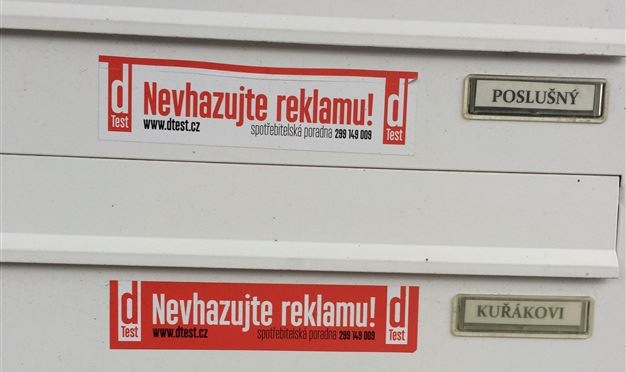 d Test Nevhazujte reklamu! d Test
www.dtest.cz spotřebitelská poradna 299 149 009
POSLUŠNÝ
d Test Nevhazujte reklamu! d Test
www.dtest.cz spotřebitelská poradna 299 149 009
KUŘÁKOVI